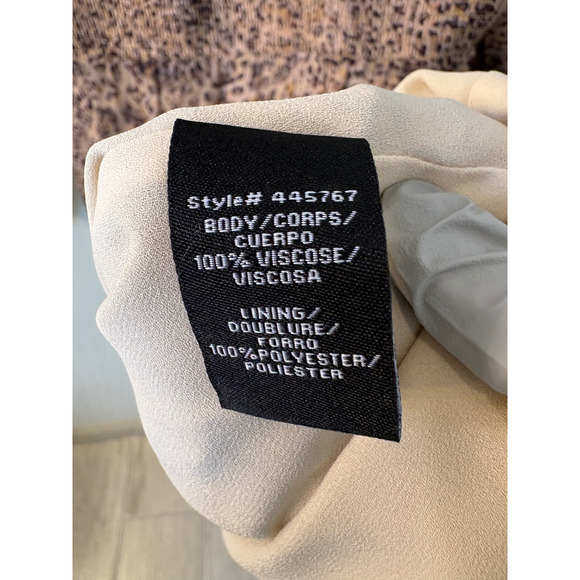 Style# 445767
BODY/CORPS/
CUERPO
100% VISCOSE/
VISCOSA
LINING/
DOUBLURE/
FORRO
100%POLYESTER/
POLIESTER